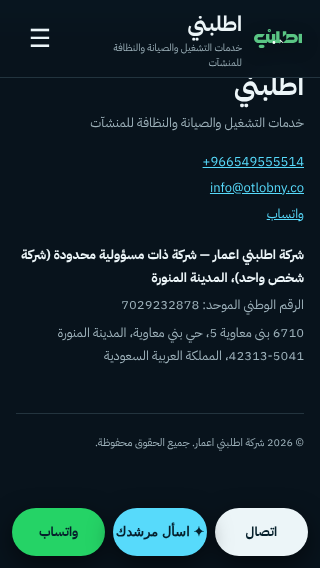 اطلبني
اطلبني
خدمات التشغيل والصيانة والنظافة
للمنشآت
☰
اطلبني
خدمات التشغيل والصيانة والنظافة للمنشآت
+966549555514
info@otlobny.co
واتساب
شركة اطلبني اعمار — شركة ذات مسؤولية محدودة (شركة
شخص واحد)، المدينة المنورة
الرقم الوطني الموحد: 7029232878
6710 بنى معاوية 5، حي بني معاوية، المدينة المنورة
42313-5041، المملكة العربية السعودية
© 2026 شركة اطلبني اعمار. جميع الحقوق محفوظة.
اتصال
✦ اسأل مرشدك
واتساب